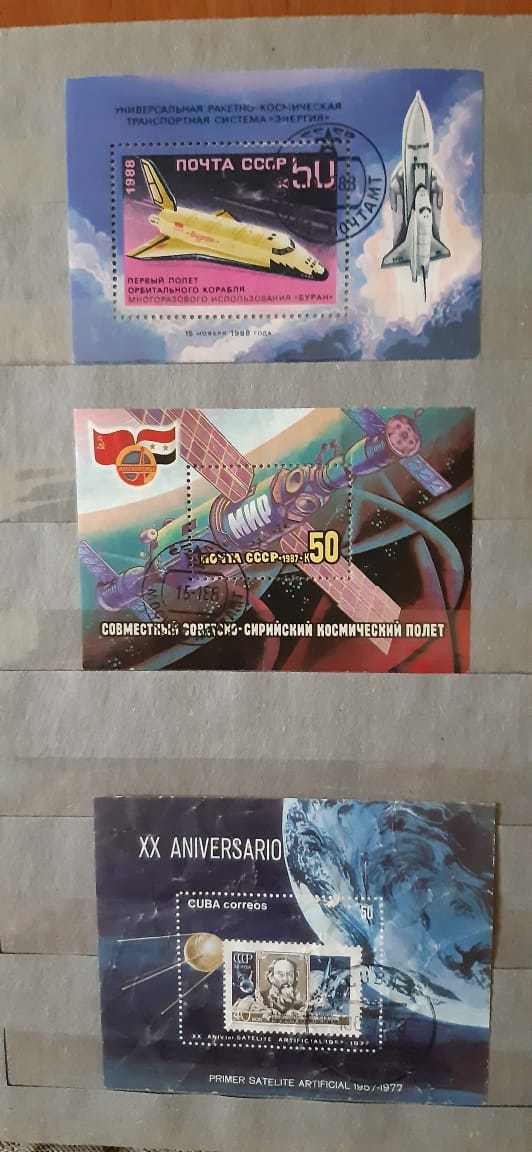 УНИВЕРСАЛЬНАЯ РАКЕТНО-КОСМИЧЕСКАЯ
ТРАНСПОРТНАЯ СИСТЕМА «ЭНЕРГИЯ»
1988
ПОЧТА СССР к50
ПЕРВЫЙ ПОЛЕТ
ОРБИТАЛЬНОГО КОРАБЛЯ
МНОГОРАЗОВОГО ИСПОЛЬЗОВАНИЯ «БУРАН»
15 НОЯБРЯ 1988 ГОДА
МИР
ПОЧТА СССР·1987·К50
СОВМЕСТНЫЙ СОВЕТСКО-СИРИЙСКИЙ КОСМИЧЕСКИЙ ПОЛЕТ
XX ANIVERSARIO
CUBA correos
50
СССР
PRIMER SATELITE ARTIFICIAL 1957-1977